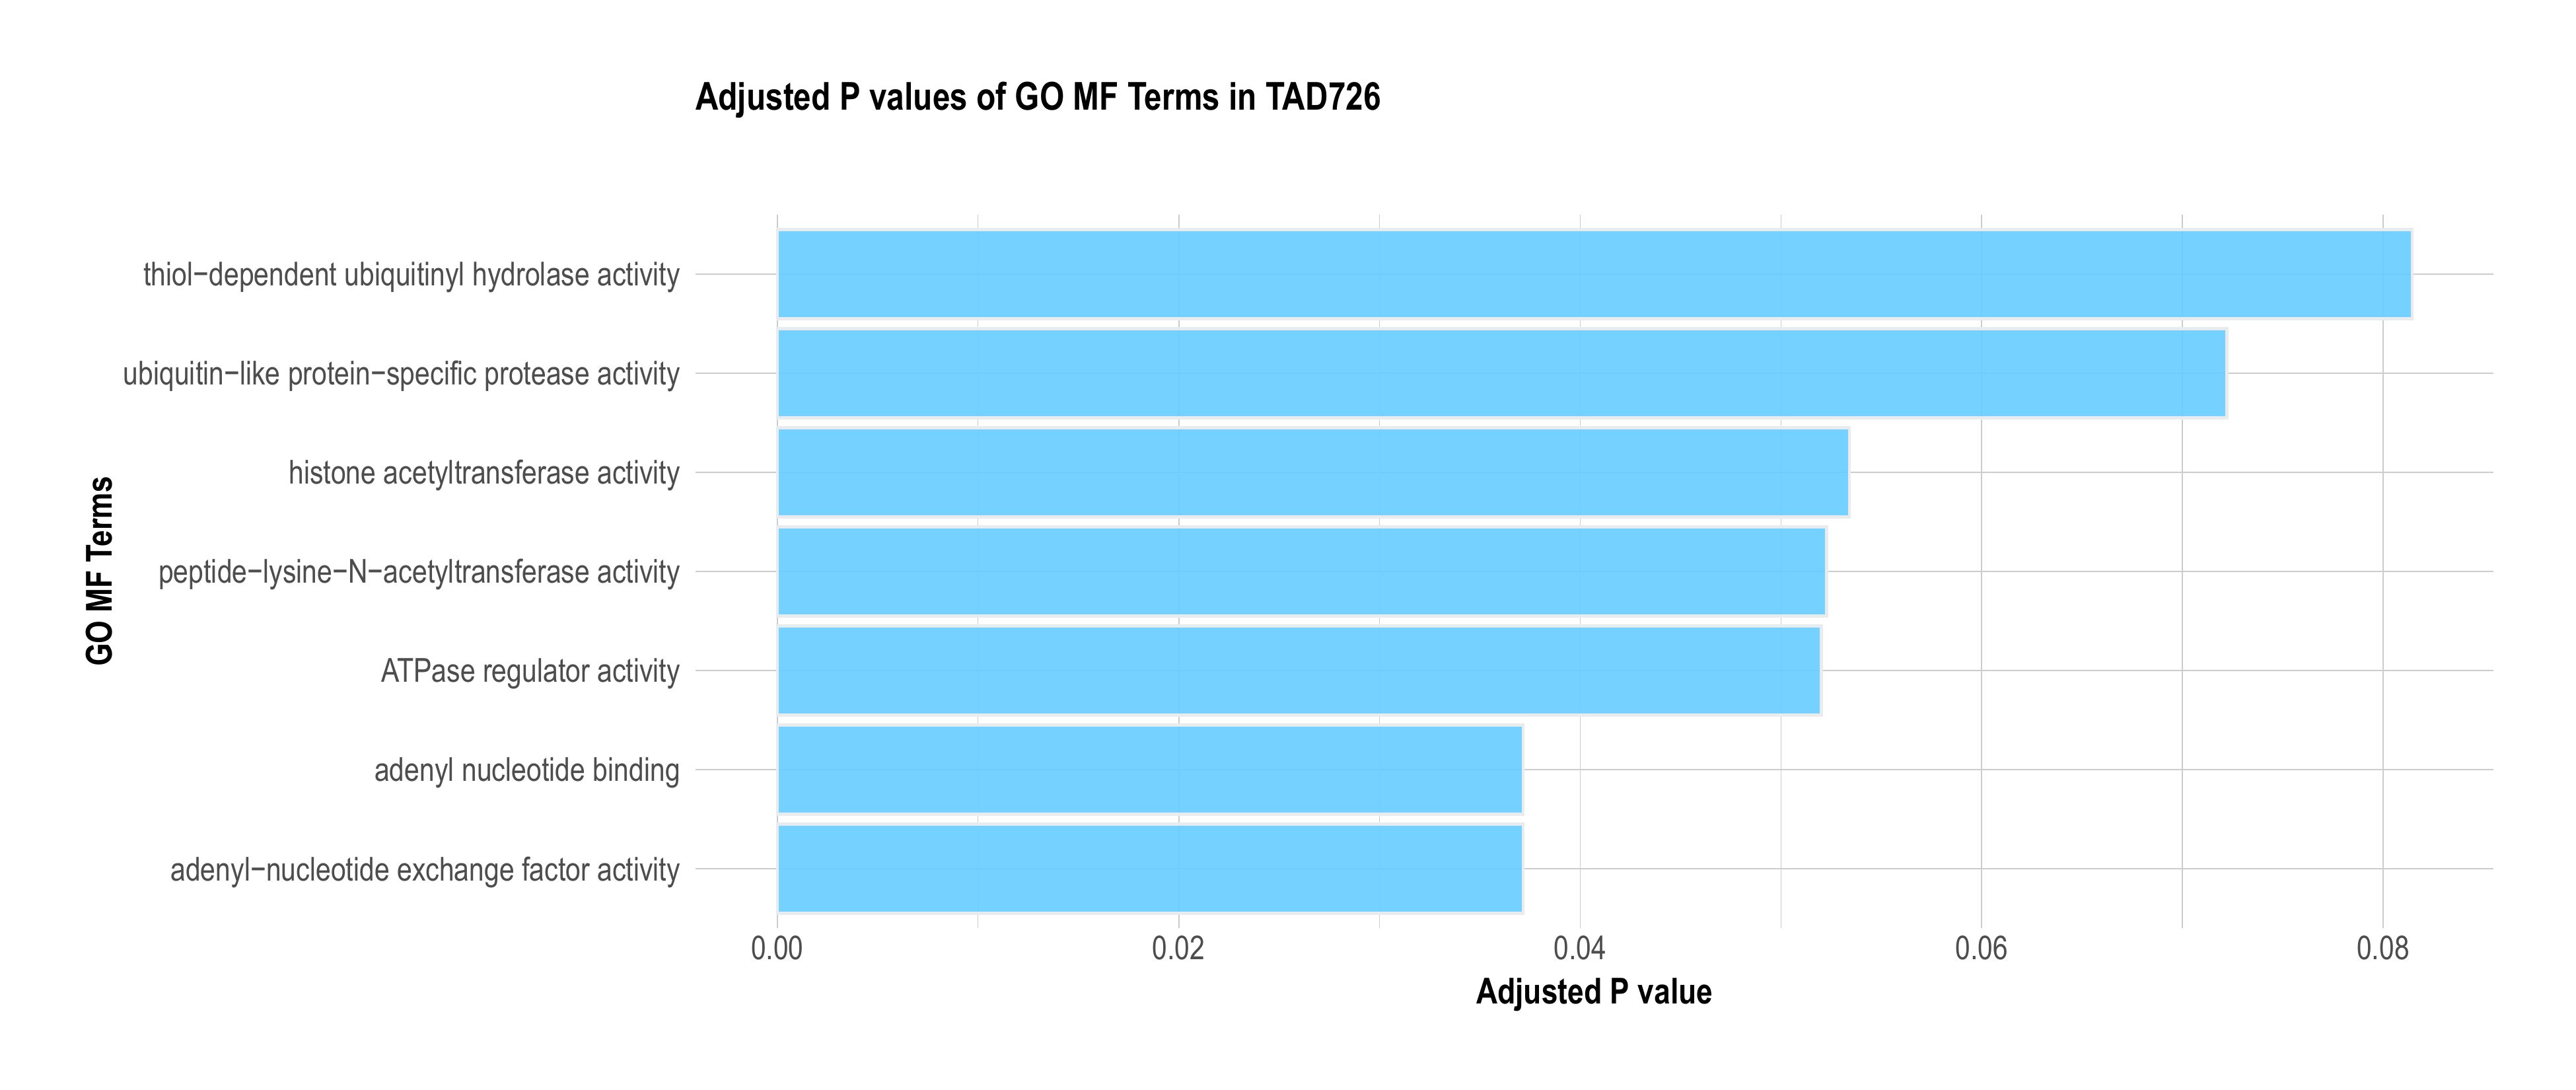 Adjusted P values of GO MF Terms in TAD726
thiol−dependent ubiquitinyl hydrolase activity
ubiquitin−like protein−specific protease activity
histone acetyltransferase activity
peptide−lysine−N−acetyltransferase activity
ATPase regulator activity
adenyl nucleotide binding
adenyl−nucleotide exchange factor activity
GO MF Terms
0.00 0.02 0.04 0.06 0.08
Adjusted P value